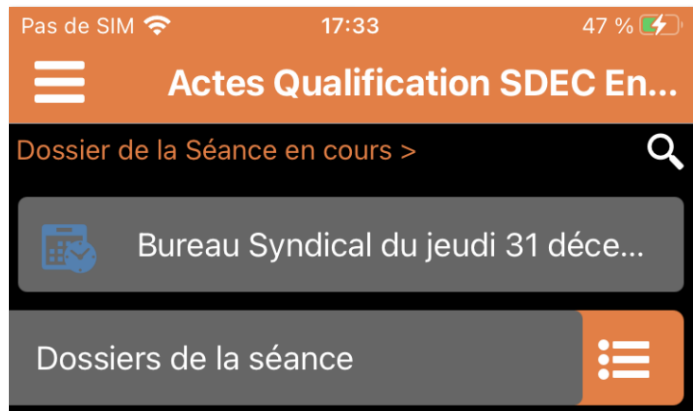 Pas de SIM 17:33 47 %
Actes Qualification SDEC En...
Dossier de la Séance en cours >
Bureau Syndical du jeudi 31 déce...
Dossiers de la séance